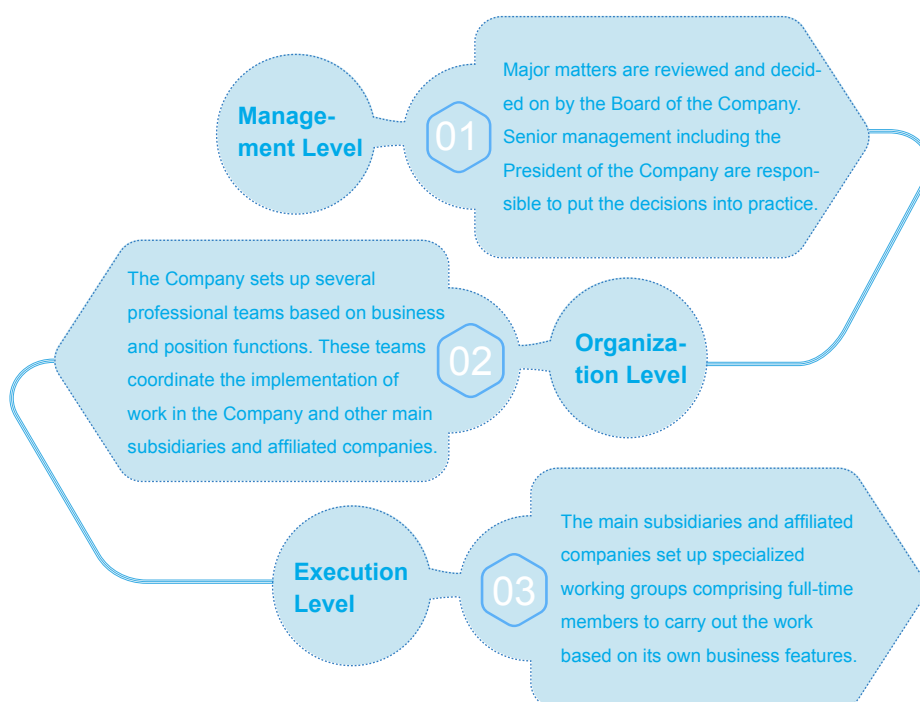 Manage-
ment Level
01
Major matters are reviewed and decid-
ed on by the Board of the Company.
Senior management including the
President of the Company are respon-
sible to put the decisions into practice.
The Company sets up several
professional teams based on business
and position functions. These teams
coordinate the implementation of
work in the Company and other main
subsidiaries and affiliated companies.
02
Organiza-
tion Level
Execution
Level
03
The main subsidiaries and affiliated
companies set up specialized
working groups comprising full-time
members to carry out the work
based on its own business features.